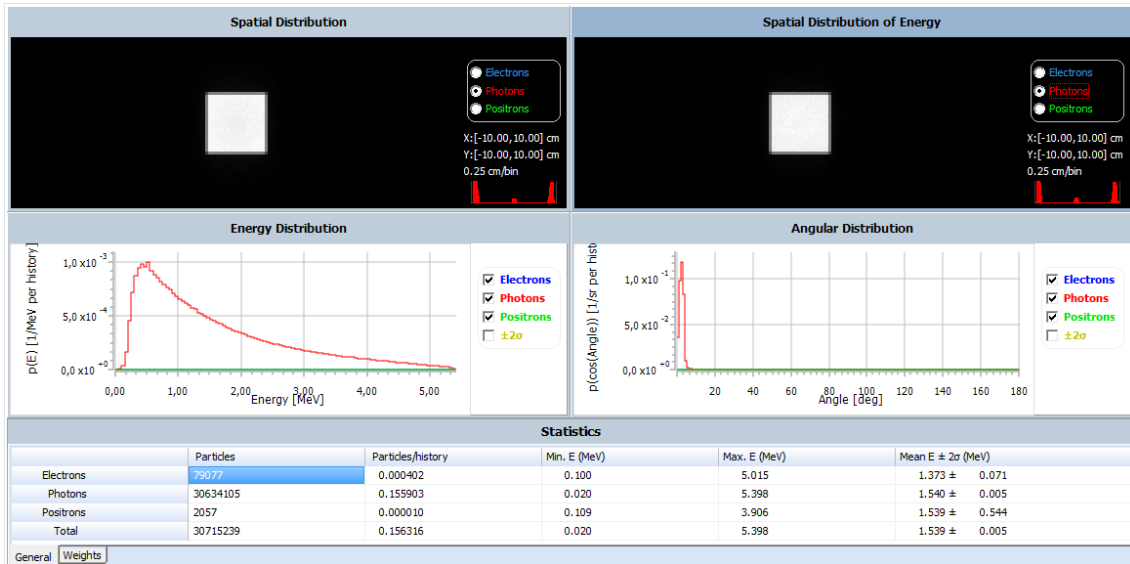 Spatial Distribution
Spatial Distribution of Energy
Electrons
Photons
Positrons
X:[-10.00,10.00] cm
Y:[-10.00,10.00] cm
0.25 cm/bin
Electrons
Photons
Positrons
X:[-10.00,10.00] cm
Y:[-10.00,10.00] cm
0.25 cm/bin
Energy Distribution
Angular Distribution
p(E) [1/MeV per history]
1,0 x10 -3
5,0 x10 -4
0,0 x10 +0
0,00 1,00 2,00 3,00 4,00 5,00
Energy [MeV]
Electrons
Photons
Positrons
±2σ
p(cos(Angle)) [1/sr per hist
1,0 x10 -1
5,0 x10 -2
0,0 x10 +0
20 40 60 80 100 120 140 160 180
Angle [deg]
Electrons
Photons
Positrons
±2σ
Statistics
Particles Particles/history Min. E (MeV) Max. E (MeV) Mean E ± 2σ (MeV)
Electrons 79077 0.000402 0.100 5.015 1.373 ± 0.071
Photons 30634105 0.155903 0.020 5.398 1.540 ± 0.005
Positrons 2057 0.000010 0.109 3.906 1.539 ± 0.544
Total 30715239 0.156316 0.020 5.398 1.539 ± 0.005
General Weights